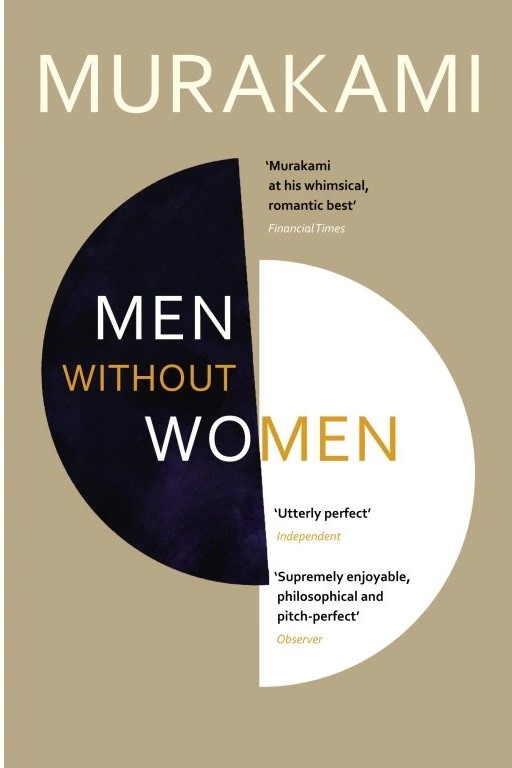 MURAKAMI
‘Murakami
at his whimsical,
romantic best’
Financial Times
MEN
WITHOUT
WOMEN
‘Utterly perfect’
Independent
‘Supremely enjoyable,
philosophical and
pitch-perfect’
Observer